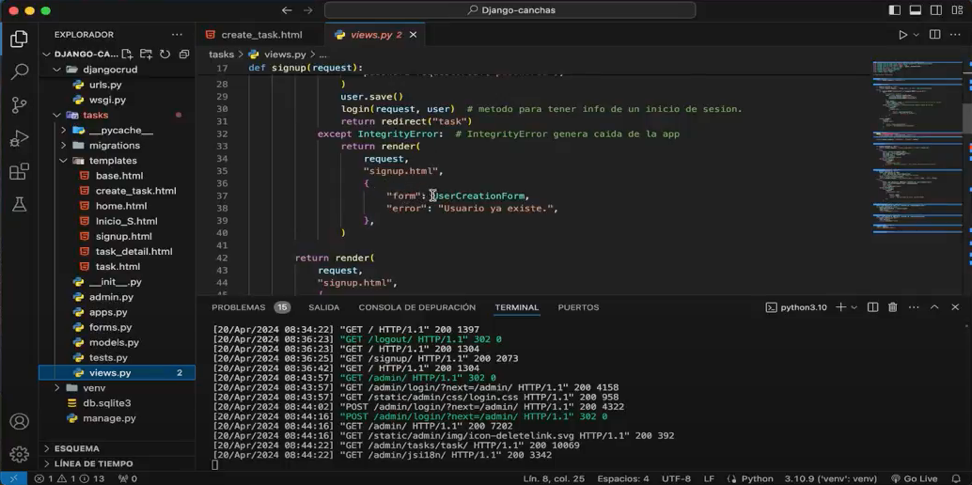 Django-canchas
EXPLORADOR
create_task.html
views.py 2
DJANGO-C...
tasks > views.py > ...
djangocrud
urls.py
wsgi.py
tasks
__pycache__
migrations
templates
base.html
create_task.html
home.html
Inicio_S.html
signup.html
task_detail.html
task.html
__init__.py
admin.py
apps.py
forms.py
models.py
tests.py
views.py 2
venv
db.sqlite3
manage.py
ESQUEMA
LÍNEA DE TIEMPO
17 def signup(request):
28 )
29 user.save()
30 login(request, user) # metodo para tener info de un inicio de sesion.
31 return redirect("task")
32 except IntegrityError: # IntegrityError genera caida de la app
33 return render(
34 request,
35 "signup.html",
36 {
37 "form": UserCreationForm,
38 "error": "Usuario ya existe.",
39 },
40 )
41
42 return render(
43 request,
44 "signup.html",
PROBLEMAS 15 SALIDA CONSOLA DE DEPURACIÓN TERMINAL PUERTOS
python3.10
[20/Apr/2024 08:34:22] "GET / HTTP/1.1" 200 1397
[20/Apr/2024 08:36:23] "GET /logout/ HTTP/1.1" 302 0
[20/Apr/2024 08:36:23] "GET / HTTP/1.1" 200 1304
[20/Apr/2024 08:36:23] "GET /signup/ HTTP/1.1" 200 2073
[20/Apr/2024 08:36:42] "GET / HTTP/1.1" 200 1304
[20/Apr/2024 08:43:57] "GET /admin/ HTTP/1.1" 302 0
[20/Apr/2024 08:43:57] "GET /admin/login/?next=/admin/ HTTP/1.1" 200 4158
[20/Apr/2024 08:43:57] "GET /static/admin/css/login.css HTTP/1.1" 200 958
[20/Apr/2024 08:44:02] "POST /admin/login/?next=/admin/ HTTP/1.1" 200 4322
[20/Apr/2024 08:44:16] "POST /admin/login/?next=/admin/ HTTP/1.1" 302 0
[20/Apr/2024 08:44:16] "GET /admin/ HTTP/1.1" 200 7202
[20/Apr/2024 08:44:16] "GET /static/admin/img/icon-deletelink.svg HTTP/1.1" 200 392
[20/Apr/2024 08:44:22] "GET /admin/tasks/task/ HTTP/1.1" 200 10069
[20/Apr/2024 08:44:22] "GET /admin/jsi18n/ HTTP/1.1" 200 3342
1 1 13 0 Lín. 8, col. 25 Espacios: 4 UTF-8 LF Python 3.10.9 ('venv': venv) Go Live